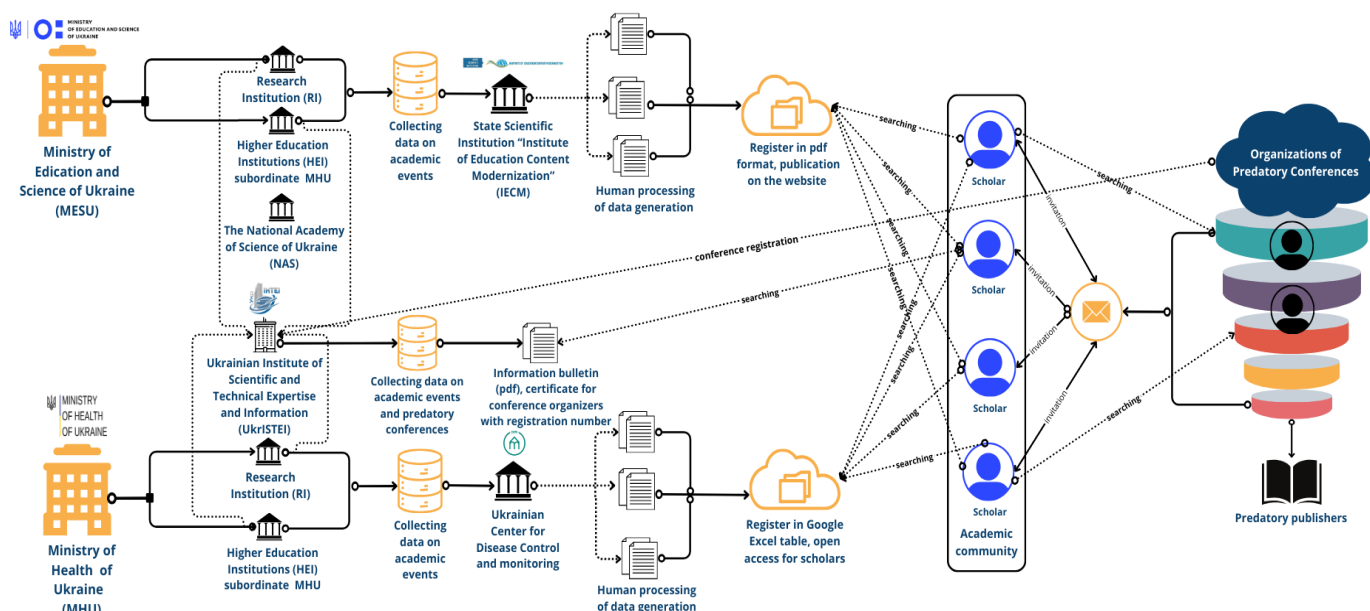 MINISTRY
OF EDUCATION AND SCIENCE
OF UKRAINE
Ministry of
Edication and
Science of Ukraine
(MESU)
Research
Institution (RI)
Higher Education
Institutions (HEI)
subordinate MHU
The National Academy
of Science of Ukraine
(NAS)
Collecting
data on
academic
events
State Scientific
Institution “Institute
of Education Content
Modernization”
(IECM)
Human processing
of data generation
Register in pdf
format, publication
on the website
searching
searching
searching
searching
searching
searching
searching
searching
searching
conference registration
Scholar
Scholar
Scholar
Scholar
Academic
community
invitation
invitation
invitation
invitation
searching
searching
Organizations of
Predatory Conferences
Predatory publishers
Ukrainian Institute of
Scientific and
Technical Expertise
and Information
(UkrISTEI)
Collecting data on
academic events
and predatory
conferences
Information bulletin
(pdf), certificate for
conference organizers
with registration number
MINISTRY
OF HEALTH
OF UKRAINE
Ministry of
Health of
Ukraine
(MHU)
Research
Institution (RI)
Higher Education
Institutions (HEI)
subordinate MHU
Collecting
data on
academic
events
Ukrainian
Center for
Disease Control
and monitoring
Human processing
of data generation
Register in Google
Excel table, open
access for scholars